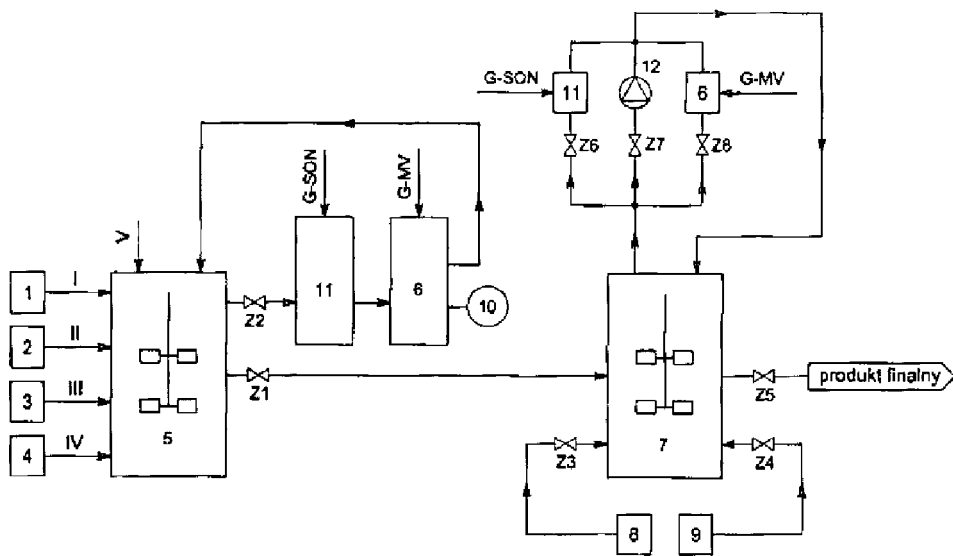 12
G-SON
11
6
G-MV
Z6
Z7
Z8
G-SON
G-MV
V
I
1
11
6
10
Z2
II
2
III
3
Z1
produkt finalny
Z5
IV
4
5
7
Z3
Z4
8
9